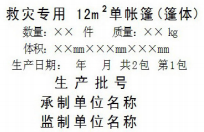 救灾专用 12m²单帐篷(篷体)
数量:×× 件 质量:×× kg
体积:××mm×××mm×××mm
生产日期: 年 月 共2包 第1包
生产批号
承制单位名称
监制单位名称